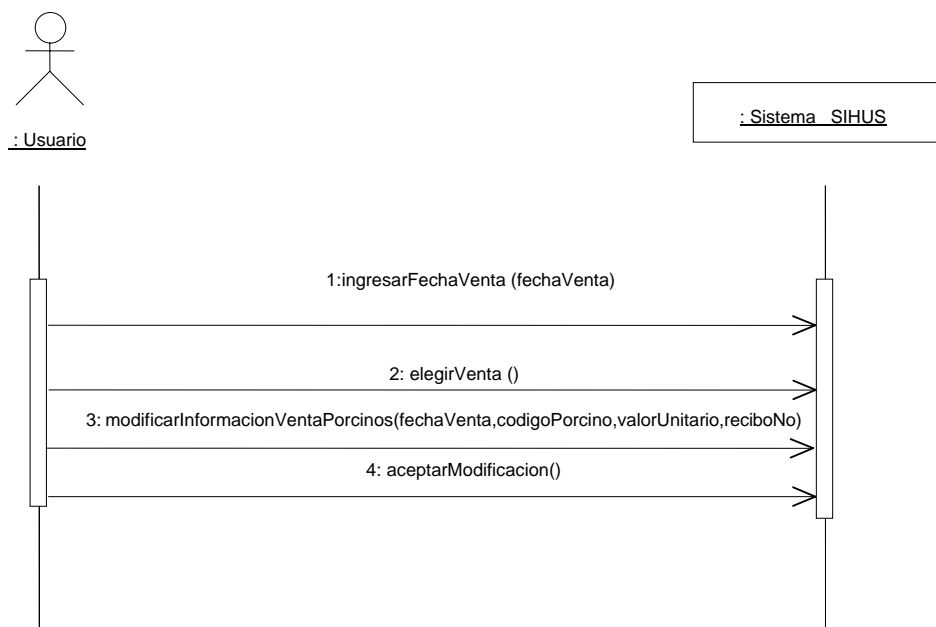 : Usuario
: Sistema SIHUS
1:ingresarFechaVenta (fechaVenta)
2: elegirVenta ()
3: modificarInformacionVentaPorcinos(fechaVenta,codigoPorcino,valorUnitario,reciboNo)
4: aceptarModificacion()